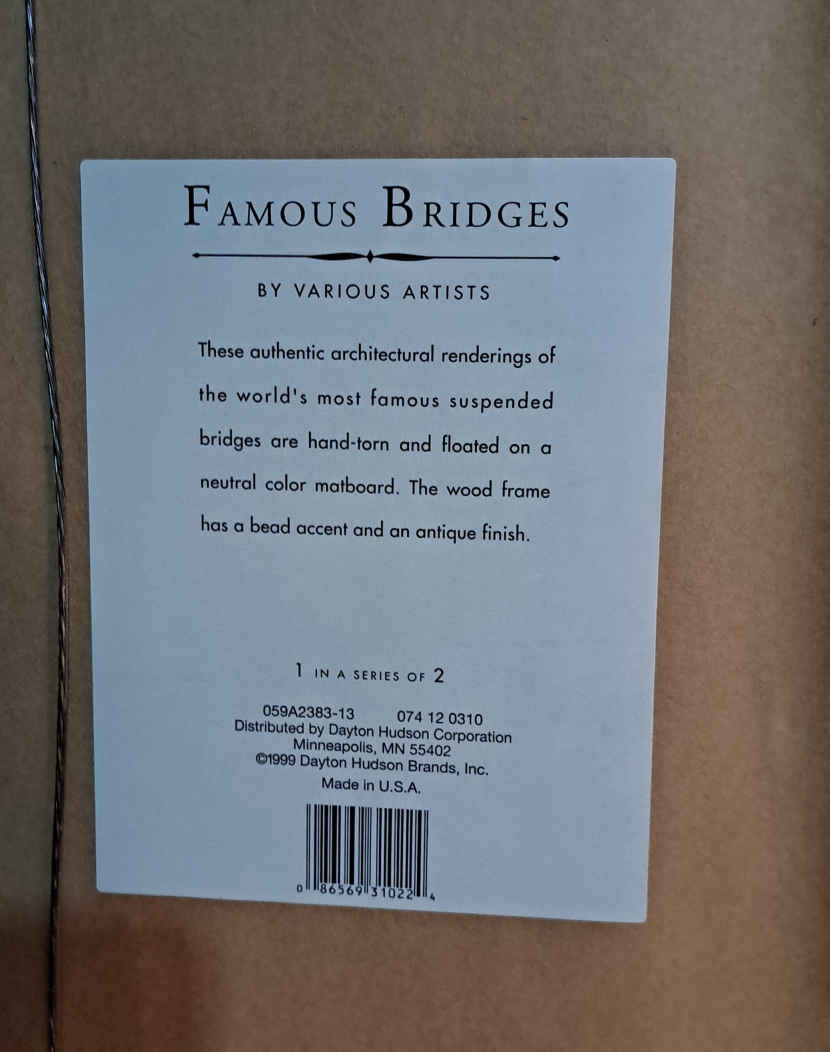 FAMOUS BRIDGES
BY VARIOUS ARTISTS
These authentic architectural renderings of
the world's most famous suspended
bridges are hand-torn and floated on a
neutral color matboard. The wood frame
has a bead accent and an antique finish.
1 IN A SERIES OF 2
059A2383-13 074 12 0310
Distributed by Dayton Hudson Corporation
Minneapolis, MN 55402
©1999 Dayton Hudson Brands, Inc.
Made in U.S.A.
0 86569 31022 4